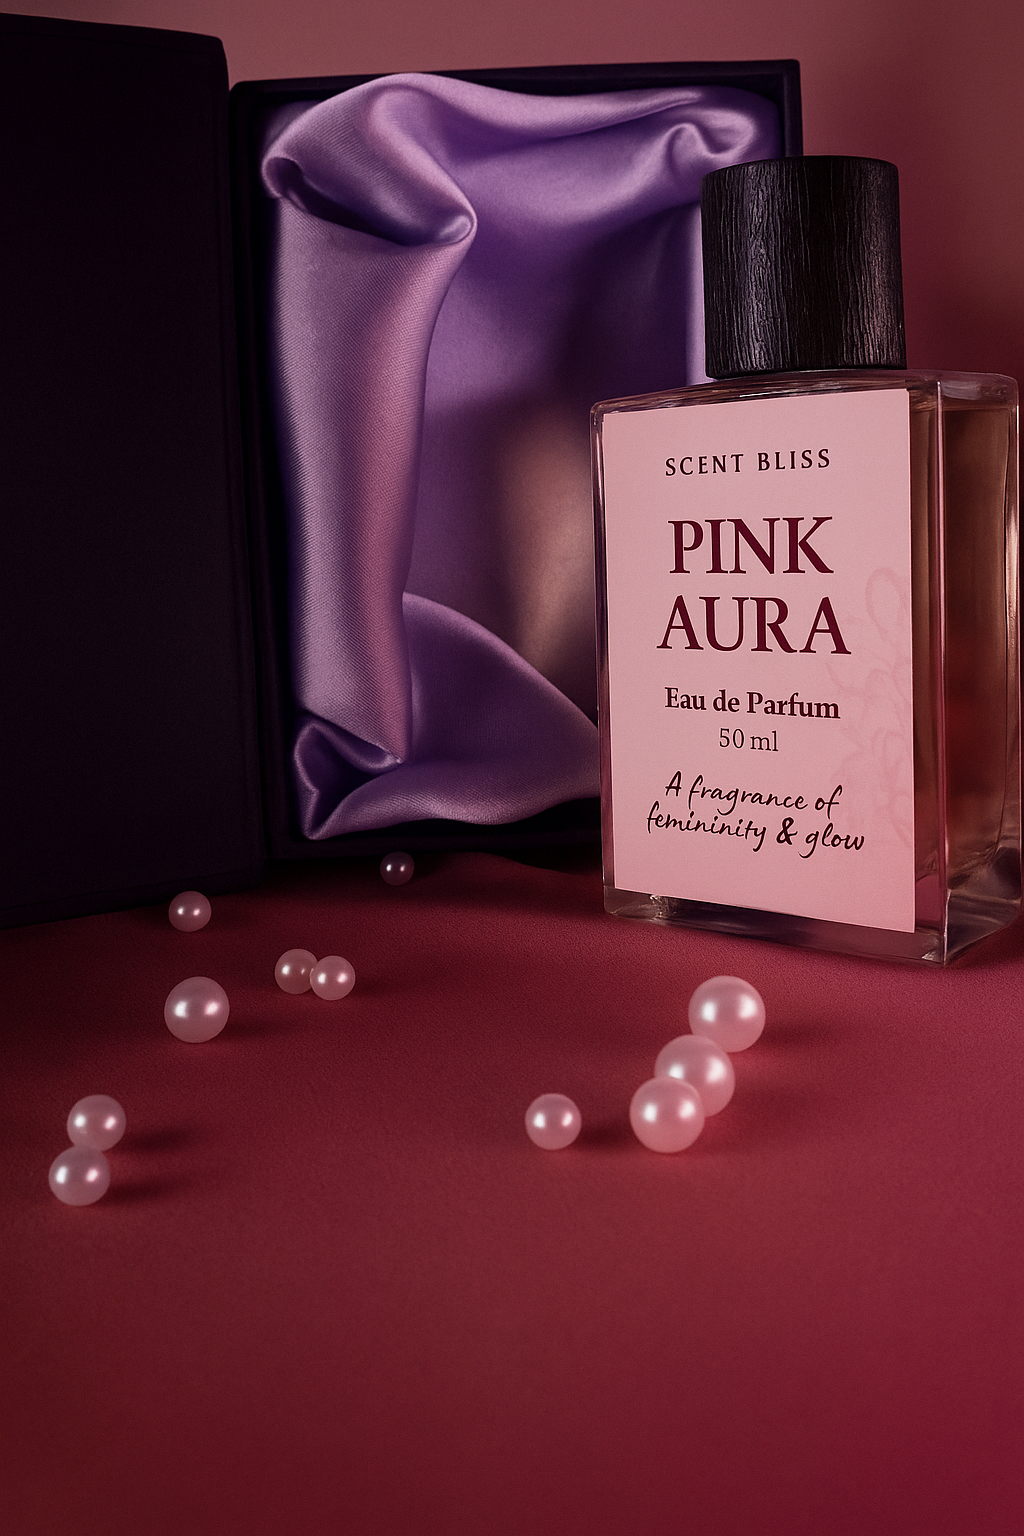 SCENT BLISS
PINK
AURA
Eau de Parfum
50 ml
A fragrance of
femininity & glow